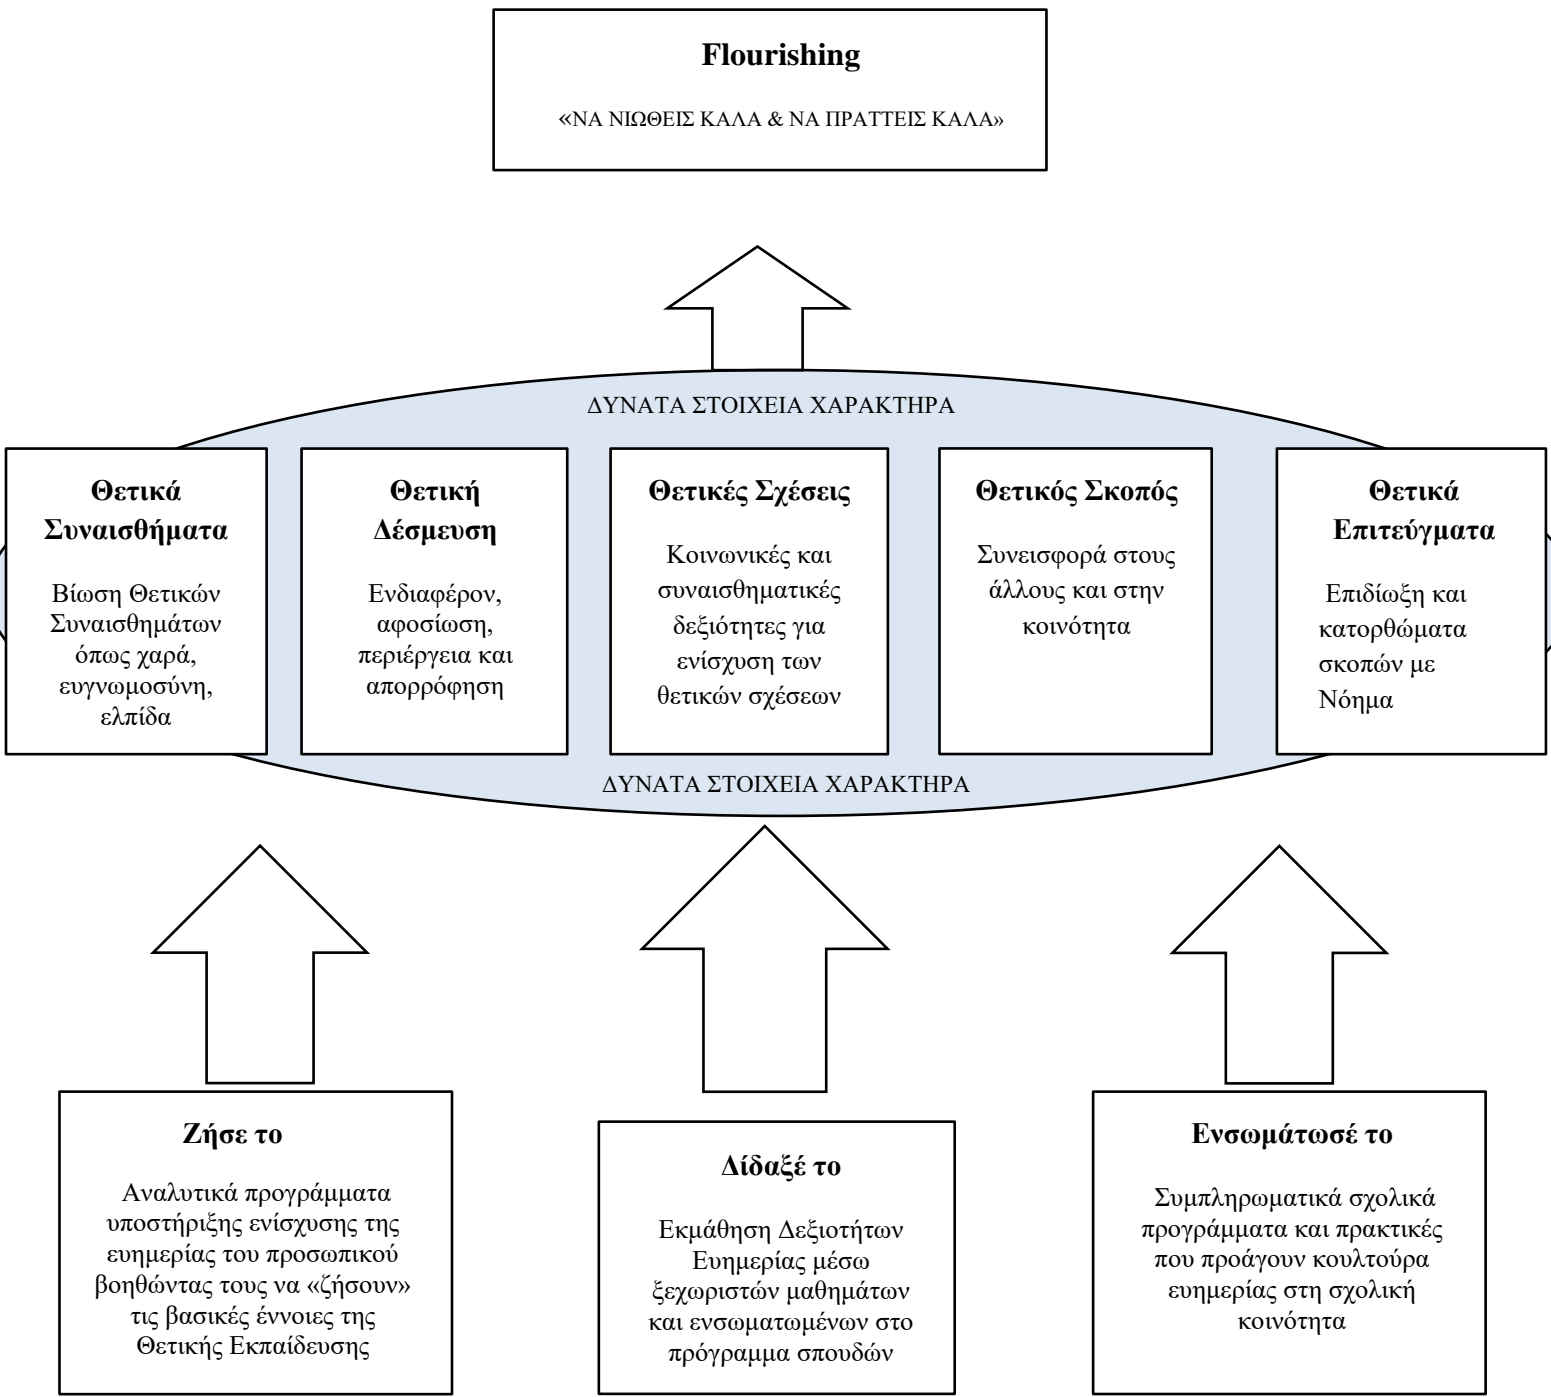 Flourishing
«ΝΑ ΝΙΩΘΕΙΣ ΚΑΛΑ & ΝΑ ΠΡΑΤΤΕΙΣ ΚΑΛΑ»
ΔΥΝΑΤΑ ΣΤΟΙΧΕΙΑ ΧΑΡΑΚΤΗΡΑ
Θετικά
Συναισθήματα
Βίωση Θετικών
Συναισθημάτων
όπως χαρά,
ευγνωμοσύνη,
ελπίδα
Θετική
Δέσμευση
Ενδιαφέρον,
αφοσίωση,
περιέργεια και
απορρόφηση
Θετικές Σχέσεις
Κοινωνικές και
συναισθηματικές
δεξιότητες για
ενίσχυση των
θετικών σχέσεων
Θετικός Σκοπός
Συνεισφορά στους
άλλους και στην
κοινότητα
Θετικά
Επιτεύγματα
Επιδίωξη και
κατορθώματα
σκοπών με
Νόημα
ΔΥΝΑΤΑ ΣΤΟΙΧΕΙΑ ΧΑΡΑΚΤΗΡΑ
Ζήσε το
Αναλυτικά προγράμματα
υποστήριξης ενίσχυσης της
ευημερίας του προσωπικού
βοηθώντας τους να «ζήσουν»
τις βασικές έννοιες της
Θετικής Εκπαίδευσης
Δίδαξέ το
Εκμάθηση Δεξιοτήτων
Ευημερίας μέσω
ξεχωριστών μαθημάτων
και ενσωματωμένων στο
πρόγραμμα σπουδών
Ενσωμάτωσέ το
Συμπληρωματικά σχολικά
προγράμματα και πρακτικές
που προάγουν κουλτούρα
ευημερίας στη σχολική
κοινότητα